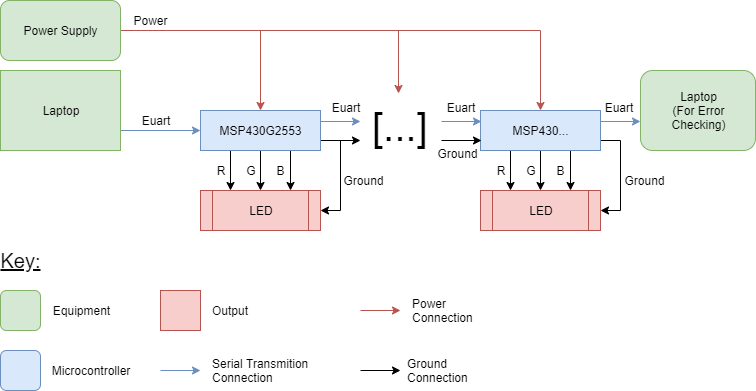 Power Supply
Power
Laptop
Euart
MSP430G2553
Euart
[...]
Euart
MSP430...
Euart
Laptop
(For Error
Checking)
Ground
R
G
B
Ground
R
G
B
Ground
LED
LED
Key:
Equipment
Output
Power
Connection
Microcontroller
Serial Transmition
Connection
Ground
Connection